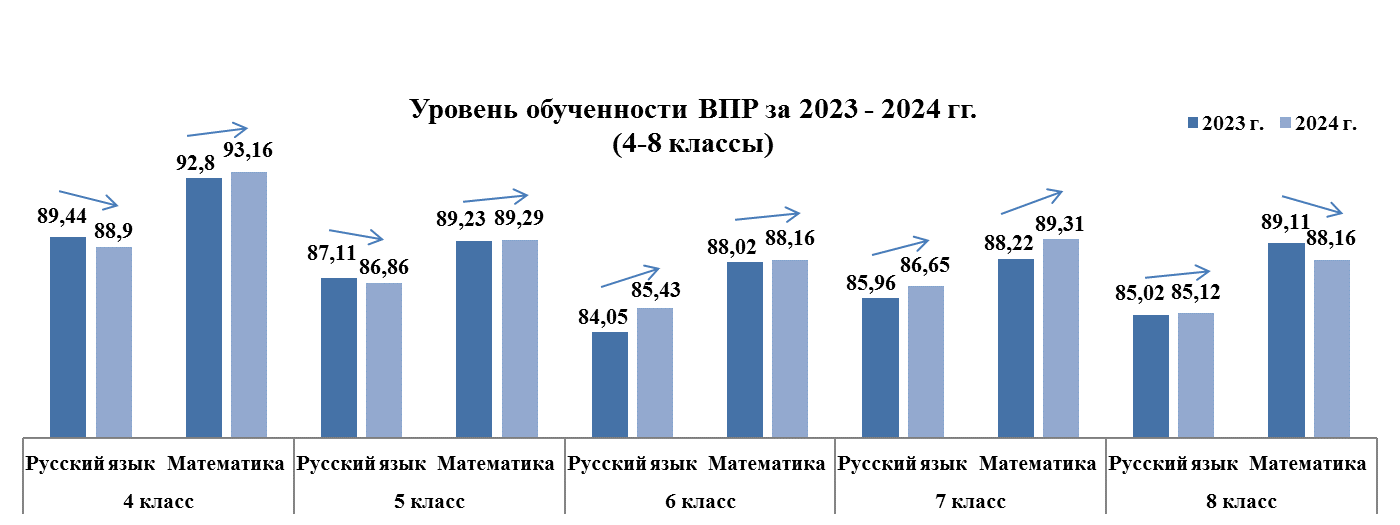 Уровень обученности ВПР за 2023 - 2024 гг.
(4-8 классы)
2023 г. 2024 г.
89,44 88,9 92,8 93,16 87,11 86,86 89,23 89,29 84,05 85,43 88,02 88,16 85,96 86,65 88,22 89,31 85,02 85,12 89,11 88,16
Русский язык Математика Русский язык Математика Русский язык Математика Русский язык Математика Русский язык Математика
4 класс 5 класс 6 класс 7 класс 8 класс